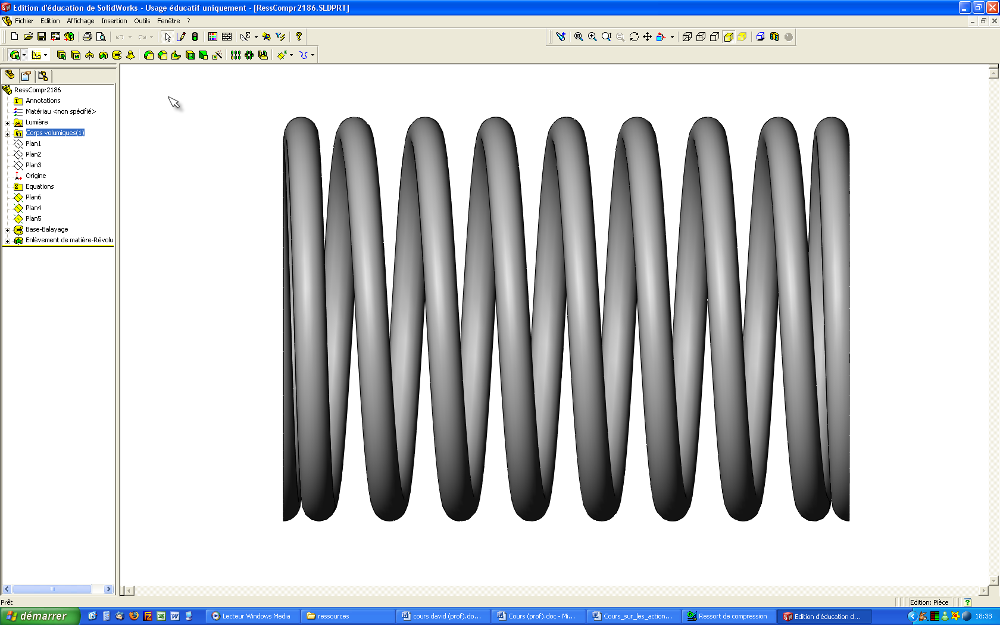 Edition d'éducation de SolidWorks - Usage éducatif uniquement - [RessCompr2186.SLDPRT]
Fichier Edition Affichage Insertion Outils Fenêtre ?
RessCompr2186
Annotations
Matériau <non spécifié>
Lumière
Corps volumiques(1)
Plan1
Plan2
Plan3
Origine
Equations
Plan6
Plan4
Plan5
Base-Balayage
Enlèvement de matière-Révolu
Prêt
Edition: Pièce
démarrer
Lecteur Windows Media
ressources
cours david (prof).do...
Cours (prof).doc - Mi...
Cours_sur_les_action...
Ressort de compression
Edition d'éducation d...
18:38